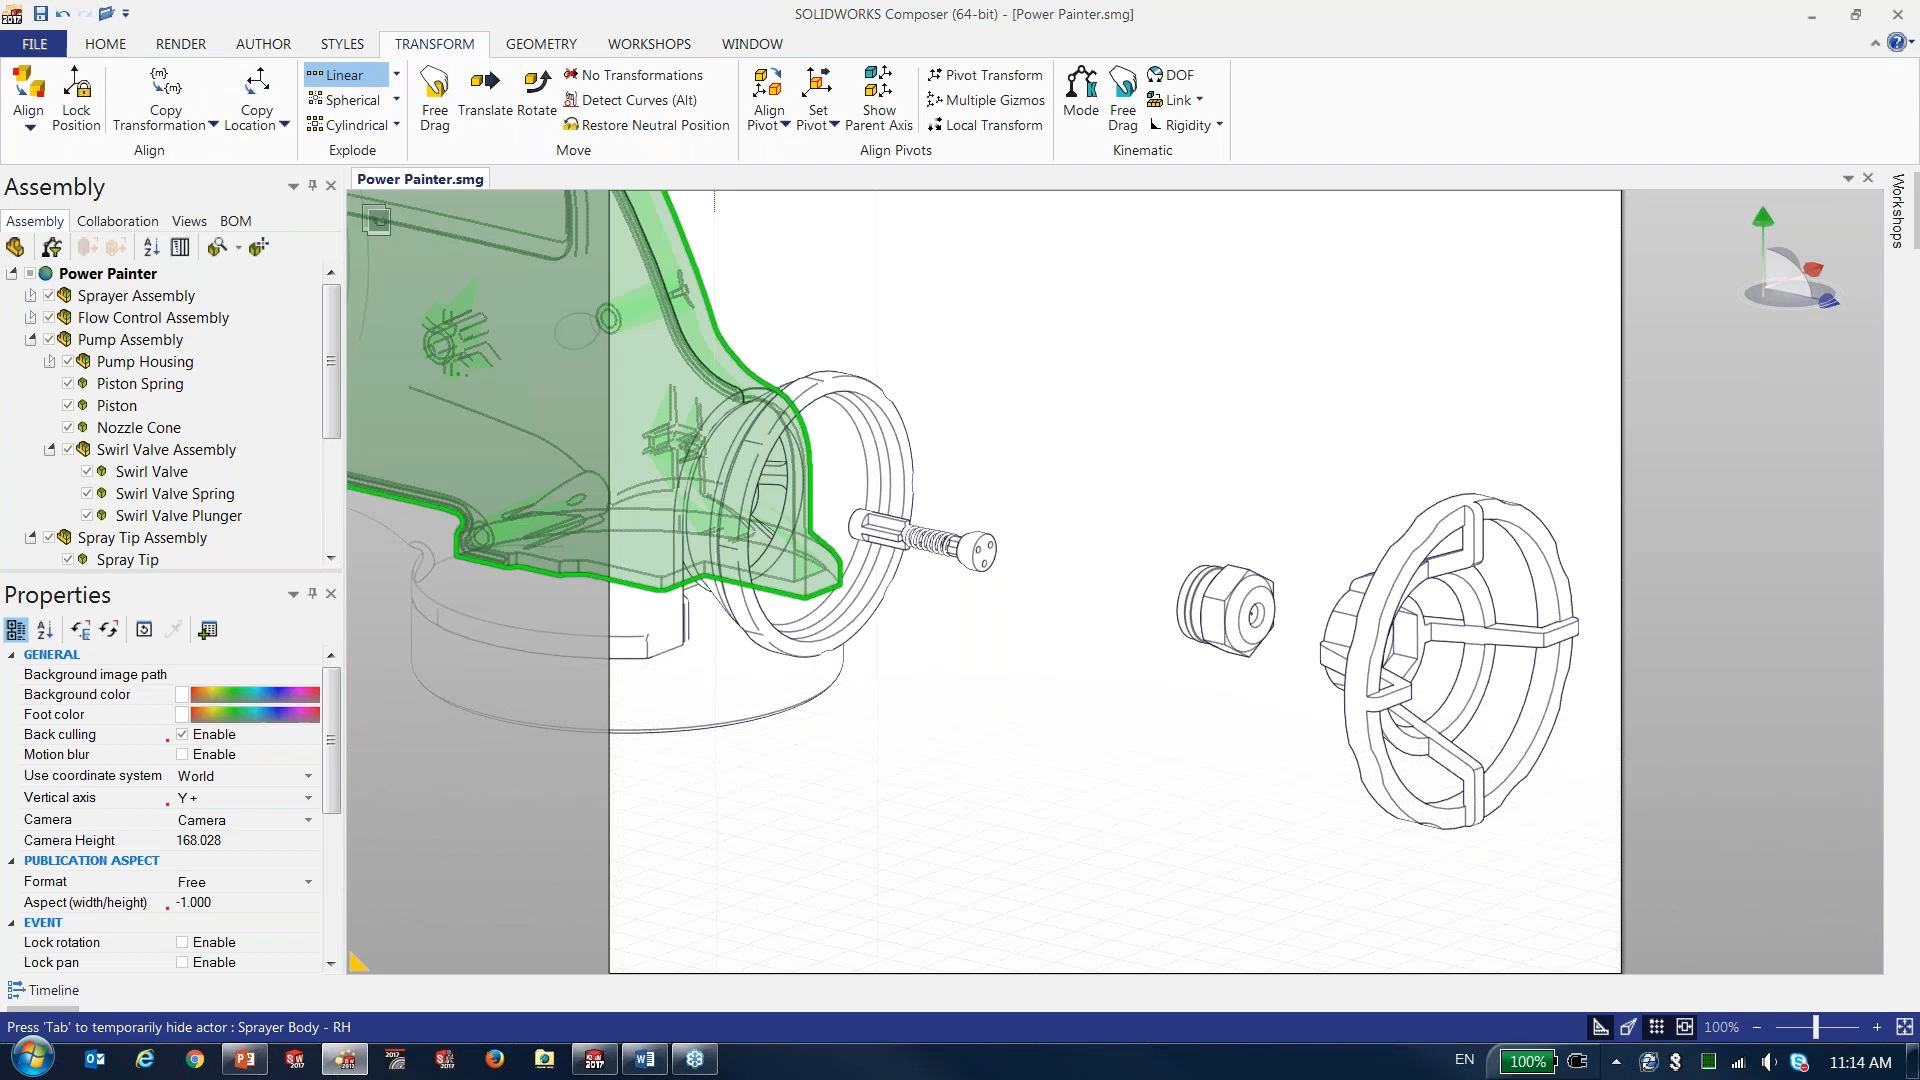 SOLIDWORKS Composer (64-bit) - [Power Painter.smg]
FILE HOME RENDER AUTHOR STYLES TRANSFORM GEOMETRY WORKSHOPS WINDOW
Align
Lock Position
Copy Transformation
Copy Location
Align
Linear
Spherical
Cylindrical
Explode
Free Drag
Translate
Rotate
No Transformations
Detect Curves (Alt)
Restore Neutral Position
Move
Align Pivot
Set Pivot
Show Parent Axis
Pivot Transform
Multiple Gizmos
Local Transform
Align Pivots
Mode
Free Drag
DOF
Link
Rigidity
Kinematic
Assembly
Power Painter.smg
Workshops
Assembly Collaboration Views BOM
Power Painter
Sprayer Assembly
Flow Control Assembly
Pump Assembly
Pump Housing
Piston Spring
Piston
Nozzle Cone
Swirl Valve Assembly
Swirl Valve
Swirl Valve Spring
Swirl Valve Plunger
Spray Tip Assembly
Spray Tip
Properties
GENERAL
Background image path
Background color
Foot color
Back culling Enable
Motion blur Enable
Use coordinate system World
Vertical axis Y +
Camera Camera
Camera Height 168.028
PUBLICATION ASPECT
Format Free
Aspect (width/height) -1.000
EVENT
Lock rotation Enable
Lock pan Enable
Timeline
Press 'Tab' to temporarily hide actor : Sprayer Body - RH
100%
EN 100% 11:14 AM